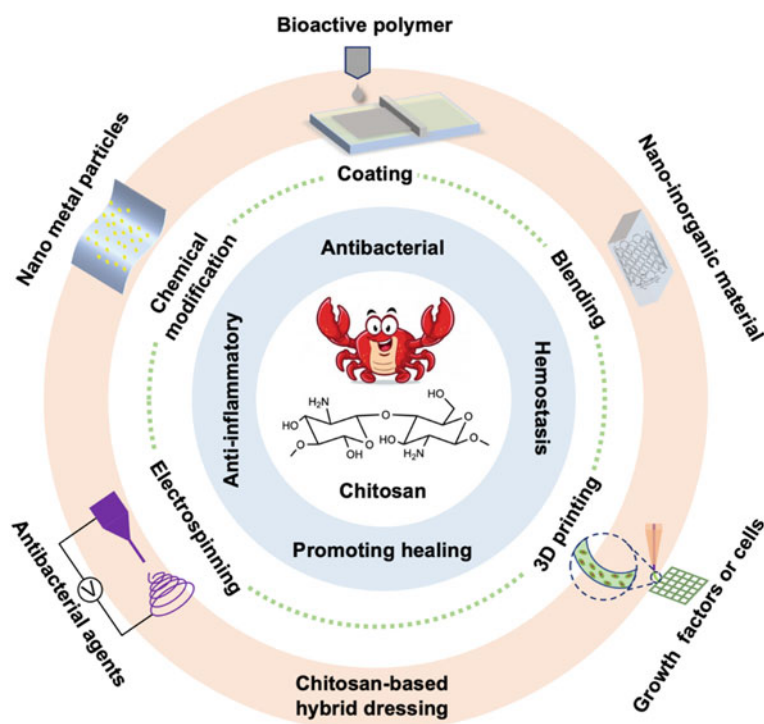 Bioactive polymer
Nano metal particles
Nano-inorganic material
Coating
Chemical
modification
Blending
Antibacterial
Anti-inflammatory
Hemostasis
H₂N
HO
O
O
OH
O
HO
O
HO
H₂N
O
Chitosan
Promoting healing
Electrospinning
3D printing
V
Antibacterial agents
Growth factors or cells
Chitosan-based
hybrid dressing